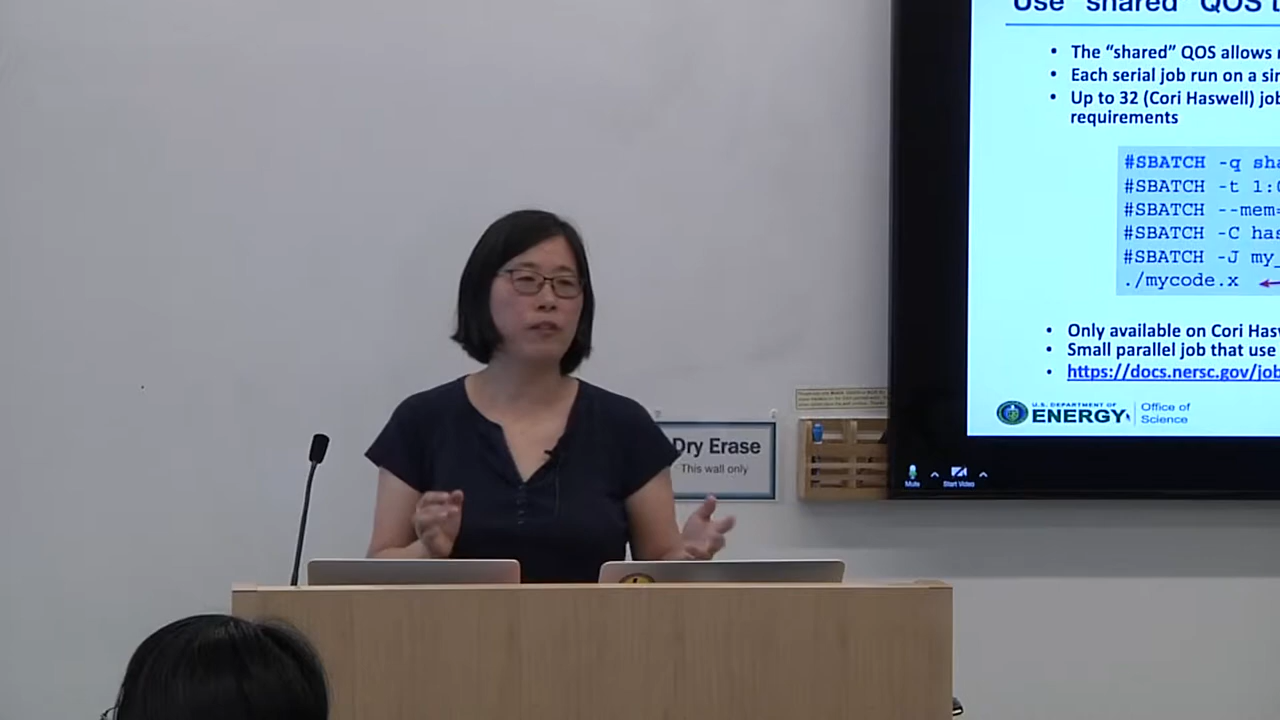 Use "shared" QOS
• The "shared" QOS allows
• Each serial job run on a
• Up to 32 (Cori Haswell)
requirements
#SBATCH -q
#SBATCH -t 1:
#SBATCH --mem=
#SBATCH -C
#SBATCH -J my_
./mycode.x
• Only available on Cori
• Small parallel job that use
• https://docs.nersc.gov/job
U.S. DEPARTMENT OF
ENERGY
Office of
Science
Mute
Start Video
Dry Erase
This wall only